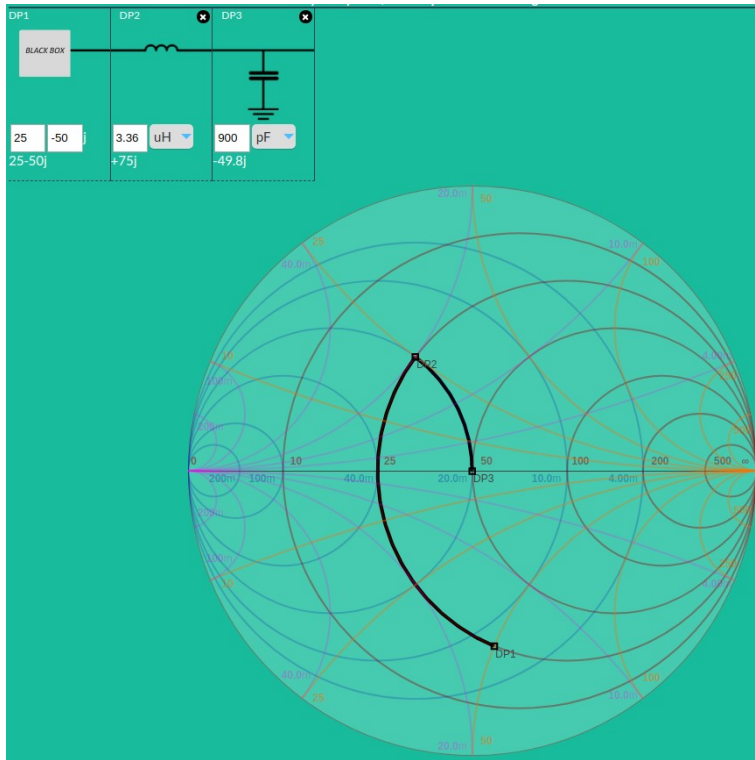 DP1 DP2 DP3
BLACK BOX
25 -50 j 3.36 uH 900 pF
25-50j +75j -49.8j
20.0m 50
25 10.0m
40.0m 100
DP2
10 4.00m
0 10 25 50 100 200 500 ∞
200m 100m 40.0m 20.0m DP3 10.0m 4.00m
200m
100m
10 4.00m
DP1
40.0m 100
25 10.0m
20.0m 50